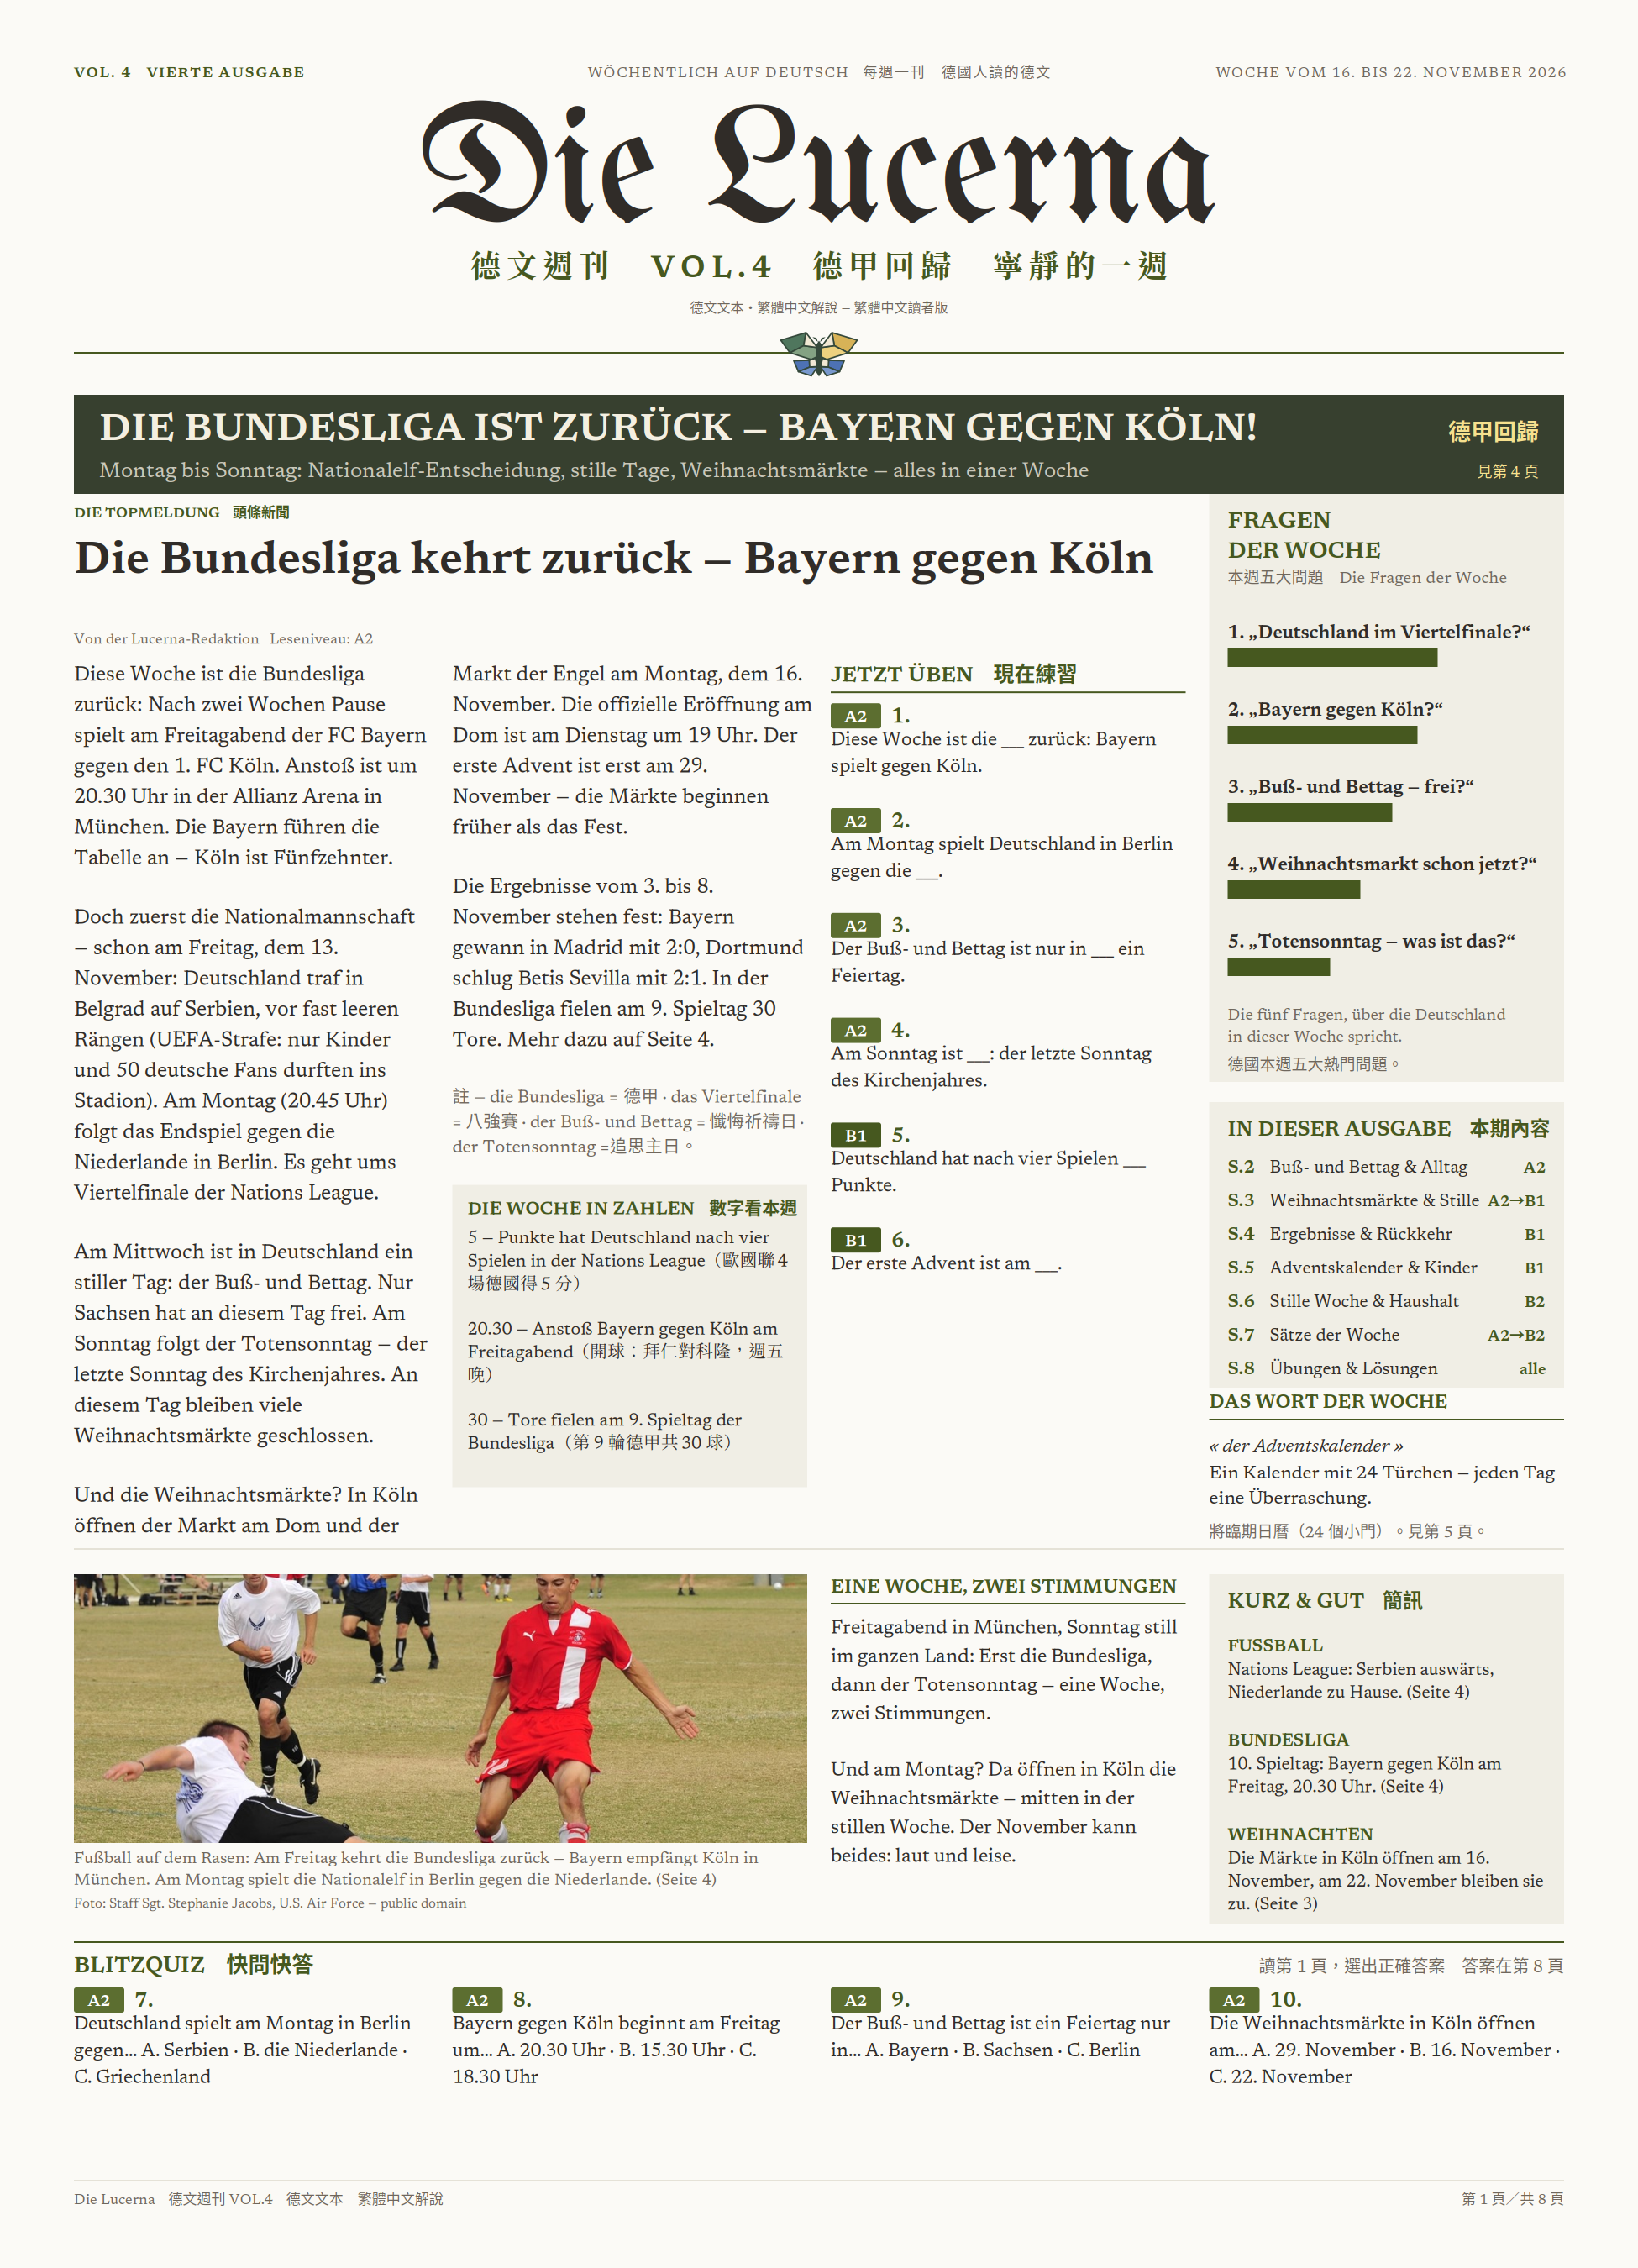 VOL. 4 VIERTE AUSGABE
WÖCHENTLICH AUF DEUTSCH 每週一刊 德國人讀的德文
WOCHE VOM 16. BIS 22. NOVEMBER 2026
Die Lucerna
德文週刊 VOL.4 德甲回歸 寧靜的一週
德文文本・繁體中文解說 – 繁體中文讀者版
DIE BUNDESLIGA IST ZURÜCK – BAYERN GEGEN KÖLN!
德甲回歸
Montag bis Sonntag: Nationalelf-Entscheidung, stille Tage, Weihnachtsmärkte – alles in einer Woche
見第 4 頁
DIE TOPMELDUNG 頭條新聞
Die Bundesliga kehrt zurück – Bayern gegen Köln
Von der Lucerna-Redaktion Leseniveau: A2
Diese Woche ist die Bundesliga
zurück: Nach zwei Wochen Pause
spielt am Freitagabend der FC Bayern
gegen den 1. FC Köln. Anstoß ist um
20.30 Uhr in der Allianz Arena in
München. Die Bayern führen die
Tabelle an – Köln ist Fünfzehnter.
Doch zuerst die Nationalmannschaft
– schon am Freitag, dem 13.
November: Deutschland traf in
Belgrad auf Serbien, vor fast leeren
Rängen (UEFA-Strafe: nur Kinder
und 50 deutsche Fans durften ins
Stadion). Am Montag (20.45 Uhr)
folgt das Endspiel gegen die
Niederlande in Berlin. Es geht ums
Viertelfinale der Nations League.
Am Mittwoch ist in Deutschland ein
stiller Tag: der Buß- und Bettag. Nur
Sachsen hat an diesem Tag frei. Am
Sonntag folgt der Totensonntag – der
letzte Sonntag des Kirchenjahres. An
diesem Tag bleiben viele
Weihnachtsmärkte geschlossen.
Und die Weihnachtsmärkte? In Köln
öffnen der Markt am Dom und der
Markt der Engel am Montag, dem 16.
November. Die offizielle Eröffnung am
Dom ist am Dienstag um 19 Uhr. Der
erste Advent ist erst am 29.
November – die Märkte beginnen
früher als das Fest.
Die Ergebnisse vom 3. bis 8.
November stehen fest: Bayern
gewann in Madrid mit 2:0, Dortmund
schlug Betis Sevilla mit 2:1. In der
Bundesliga fielen am 9. Spieltag 30
Tore. Mehr dazu auf Seite 4.
註 – die Bundesliga = 德甲 · das Viertelfinale
= 八強賽 · der Buß- und Bettag = 懺悔祈禱日 ·
der Totensonntag =追思主日。
DIE WOCHE IN ZAHLEN 數字看本週
5 – Punkte hat Deutschland nach vier
Spielen in der Nations League（歐國聯 4
場德國得 5 分）
20.30 – Anstoß Bayern gegen Köln am
Freitagabend（開球：拜仁對科隆，週五
晚）
30 – Tore fielen am 9. Spieltag der
Bundesliga（第 9 輪德甲共 30 球）
JETZT ÜBEN 現在練習
A2 1.
Diese Woche ist die ___ zurück: Bayern
spielt gegen Köln.
A2 2.
Am Montag spielt Deutschland in Berlin
gegen die ___.
A2 3.
Der Buß- und Bettag ist nur in ___ ein
Feiertag.
A2 4.
Am Sonntag ist ___: der letzte Sonntag
des Kirchenjahres.
B1 5.
Deutschland hat nach vier Spielen ___
Punkte.
B1 6.
Der erste Advent ist am ___.
FRAGEN
DER WOCHE
本週五大問題 Die Fragen der Woche
1. „Deutschland im Viertelfinale?“
2. „Bayern gegen Köln?“
3. „Buß- und Bettag – frei?“
4. „Weihnachtsmarkt schon jetzt?“
5. „Totensonntag – was ist das?“
Die fünf Fragen, über die Deutschland
in dieser Woche spricht.
德國本週五大熱門問題。
IN DIESER AUSGABE 本期內容
S.2 Buß- und Bettag & Alltag A2
S.3 Weihnachtsmärkte & Stille A2→B1
S.4 Ergebnisse & Rückkehr B1
S.5 Adventskalender & Kinder B1
S.6 Stille Woche & Haushalt B2
S.7 Sätze der Woche A2→B2
S.8 Übungen & Lösungen alle
DAS WORT DER WOCHE
« der Adventskalender »
Ein Kalender mit 24 Türchen – jeden Tag
eine Überraschung.
將臨期日曆（24 個小門）。見第 5 頁。
Fußball auf dem Rasen: Am Freitag kehrt die Bundesliga zurück – Bayern empfängt Köln in
München. Am Montag spielt die Nationalelf in Berlin gegen die Niederlande. (Seite 4)
Foto: Staff Sgt. Stephanie Jacobs, U.S. Air Force – public domain
EINE WOCHE, ZWEI STIMMUNGEN
Freitagabend in München, Sonntag still
im ganzen Land: Erst die Bundesliga,
dann der Totensonntag – eine Woche,
zwei Stimmungen.
Und am Montag? Da öffnen in Köln die
Weihnachtsmärkte – mitten in der
stillen Woche. Der November kann
beides: laut und leise.
KURZ & GUT 簡訊
FUSSBALL
Nations League: Serbien auswärts,
Niederlande zu Hause. (Seite 4)
BUNDESLIGA
10. Spieltag: Bayern gegen Köln am
Freitag, 20.30 Uhr. (Seite 4)
WEIHNACHTEN
Die Märkte in Köln öffnen am 16.
November, am 22. November bleiben sie
zu. (Seite 3)
BLITZQUIZ 快問快答
讀第 1 頁，選出正確答案 答案在第 8 頁
A2 7.
Deutschland spielt am Montag in Berlin
gegen... A. Serbien · B. die Niederlande ·
C. Griechenland
A2 8.
Bayern gegen Köln beginnt am Freitag
um... A. 20.30 Uhr · B. 15.30 Uhr · C.
18.30 Uhr
A2 9.
Der Buß- und Bettag ist ein Feiertag nur
in... A. Bayern · B. Sachsen · C. Berlin
A2 10.
Die Weihnachtsmärkte in Köln öffnen
am... A. 29. November · B. 16. November ·
C. 22. November
Die Lucerna 德文週刊 VOL.4 德文文本 繁體中文解說
第 1 頁／共 8 頁